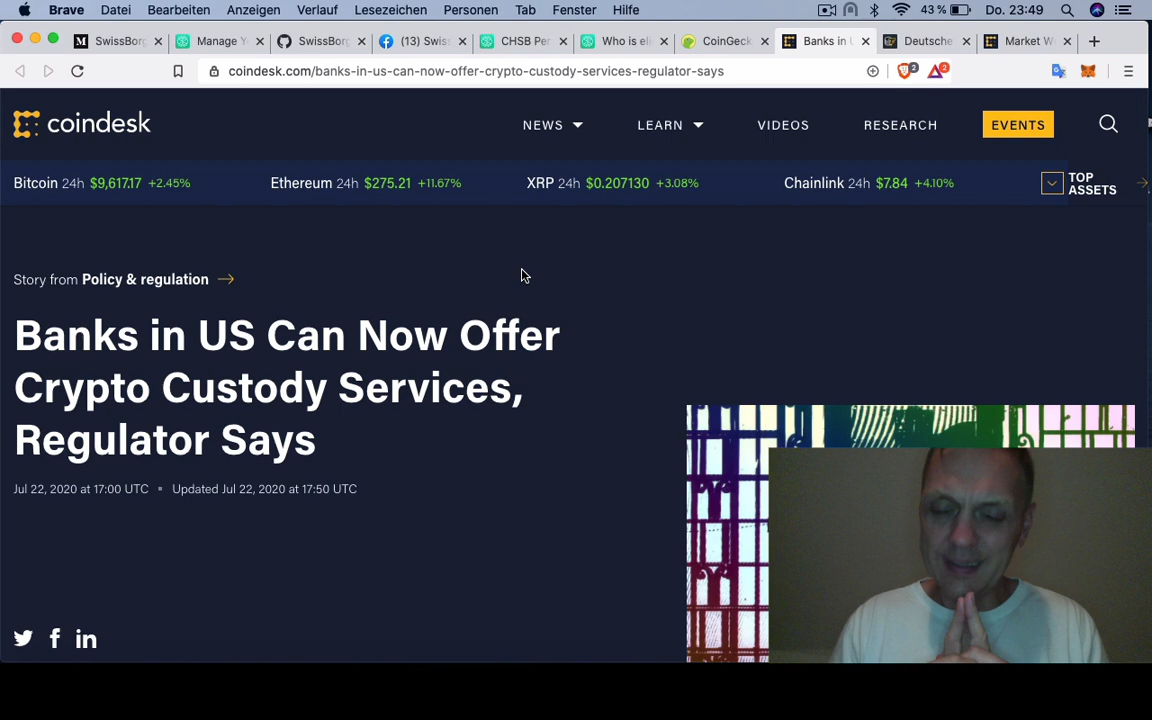 Brave Datei Bearbeiten Anzeigen Verlauf Lesezeichen Personen Tab Fenster Hilfe 43 % Do. 23:49
SwissBor Manage Y SwissBor (13) Swis CHSB Per Who is eli CoinGeck Banks in U Deutsche Market W
coindesk.com/banks-in-us-can-now-offer-crypto-custody-services-regulator-says 2 2
coindesk NEWS LEARN VIDEOS RESEARCH EVENTS
Bitcoin 24h $9,617.17 +2.45% Ethereum 24h $275.21 +11.67% XRP 24h $0.207130 +3.08% Chainlink 24h $7.84 +4.10% TOP
ASSETS
Story from Policy & regulation
Banks in US Can Now Offer
Crypto Custody Services,
Regulator Says
Jul 22, 2020 at 17:00 UTC Updated Jul 22, 2020 at 17:50 UTC